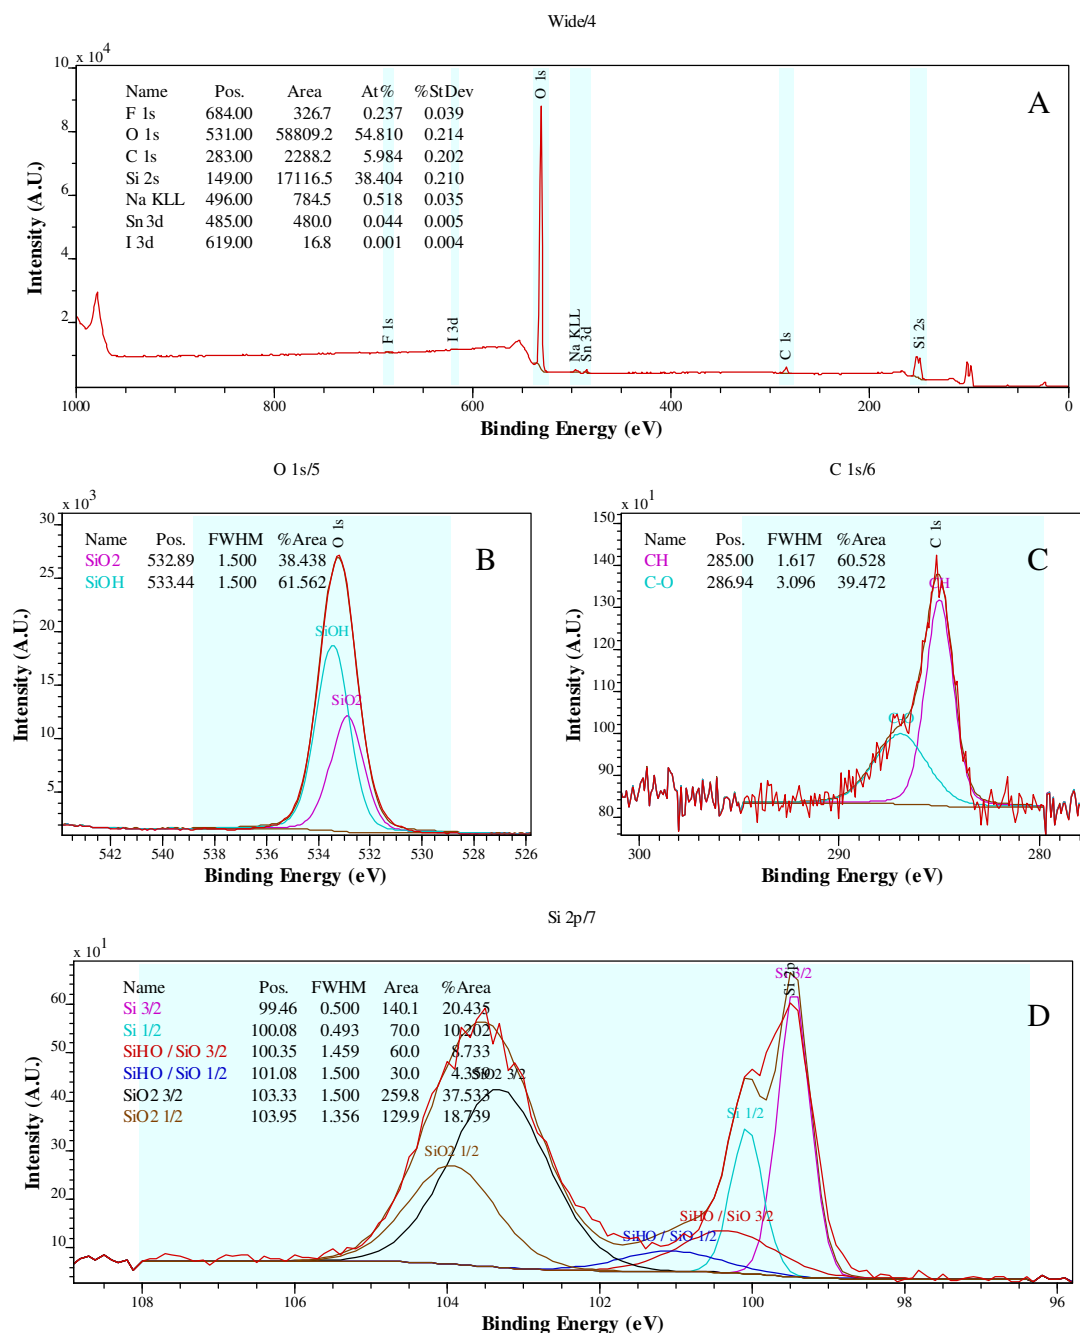 Wide/4
x 10^4
A
Name Pos. Area At% %StDev
F 1s 684.00 326.7 0.237 0.039
O 1s 531.00 58809.2 54.810 0.214
C 1s 283.00 2288.2 5.984 0.202
Si 2s 149.00 17116.5 38.404 0.210
Na KLL 496.00 784.5 0.518 0.035
Sn 3d 485.00 480.0 0.044 0.005
I 3d 619.00 16.8 0.001 0.004
10
8
6
4
2
Intensity (A.U.)
F 1s
I 3d
O 1s
Na KLL
Sn 3d
C 1s
Si 2s
1000 800 600 400 200 0
Binding Energy (eV)
O 1s/5
x 10^3
B
Name Pos. FWHM %Area
SiO2 532.89 1.500 38.438
SiOH 533.44 1.500 61.562
O 1s
SiOH
SiO2
30
25
20
15
10
5
Intensity (A.U.)
542 540 538 536 534 532 530 528 526
Binding Energy (eV)
C 1s/6
x 10^1
C
Name Pos. FWHM %Area
CH 285.00 1.617 60.528
C-O 286.94 3.096 39.472
C 1s
CH
C-O
150
140
130
120
110
100
90
80
Intensity (A.U.)
300 290 280
Binding Energy (eV)
Si 2p/7
x 10^1
D
Name Pos. FWHM Area %Area
Si 3/2 99.46 0.500 140.1 20.435
Si 1/2 100.08 0.493 70.0 10.202
SiHO / SiO 3/2 100.35 1.459 60.0 8.733
SiHO / SiO 1/2 101.08 1.500 30.0 4.359
SiO2 3/2 103.33 1.500 259.8 37.533
SiO2 1/2 103.95 1.356 129.9 18.739
Si 3/2
Si 2p
SiO2 3/2
Si 1/2
SiO2 1/2
SiHO / SiO 3/2
SiHO / SiO 1/2
60
50
40
30
20
10
Intensity (A.U.)
108 106 104 102 100 98 96
Binding Energy (eV)